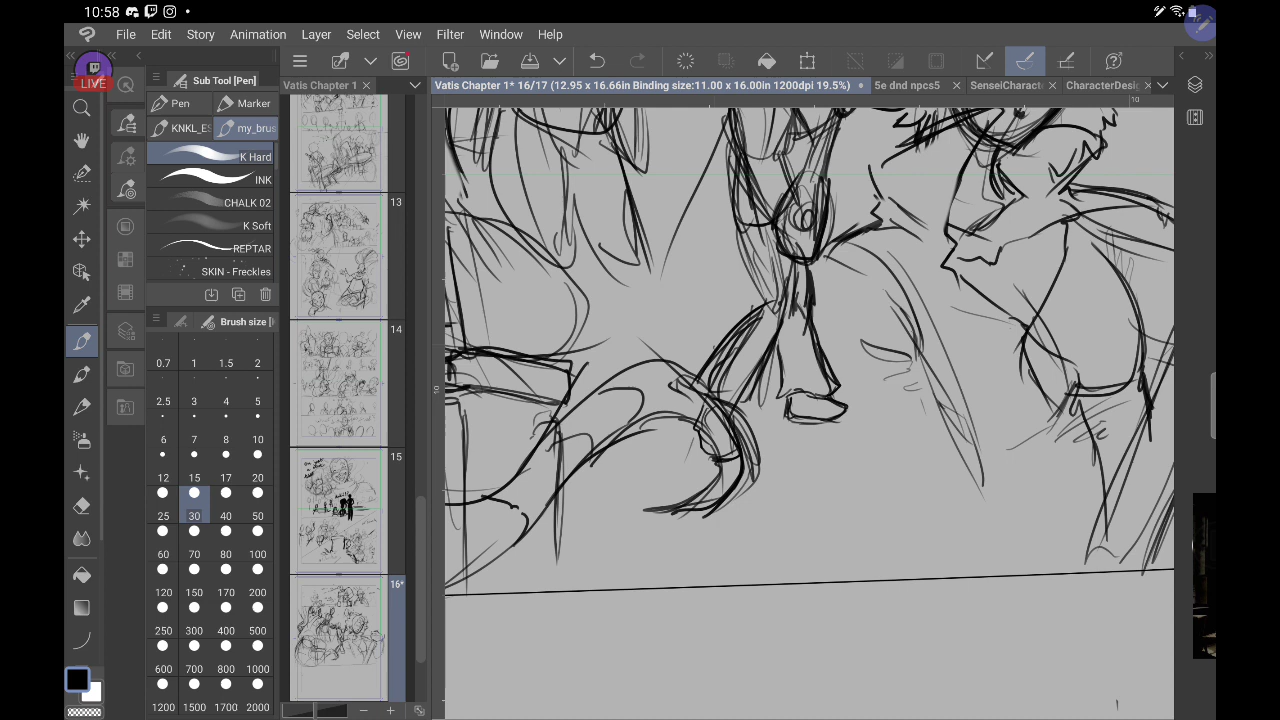 10:58
File Edit Story Animation Layer Select View Filter Window Help
LIVE
Sub Tool [Pen]
Vatis Chapter 1
Vatis Chapter 1* 16/17 (12.95 x 16.66in Binding size:11.00 x 16.00in 1200dpi 19.5%)
5e dnd npcs5
SenseiCharact
CharacterDesig
Pen Marker
KNKL_ES my_brus
K Hard
INK
CHALK 02
K Soft
REPTAR
SKIN - Freckles
Brush size [
0.7 1 1.5 2
2.5 3 4 5
6 7 8 10
12 15 17 20
25 30 40 50
60 70 80 100
120 150 170 200
250 300 400 500
600 700 800 1000
1200 1500 1700 2000
13
14
15
16*
10
10